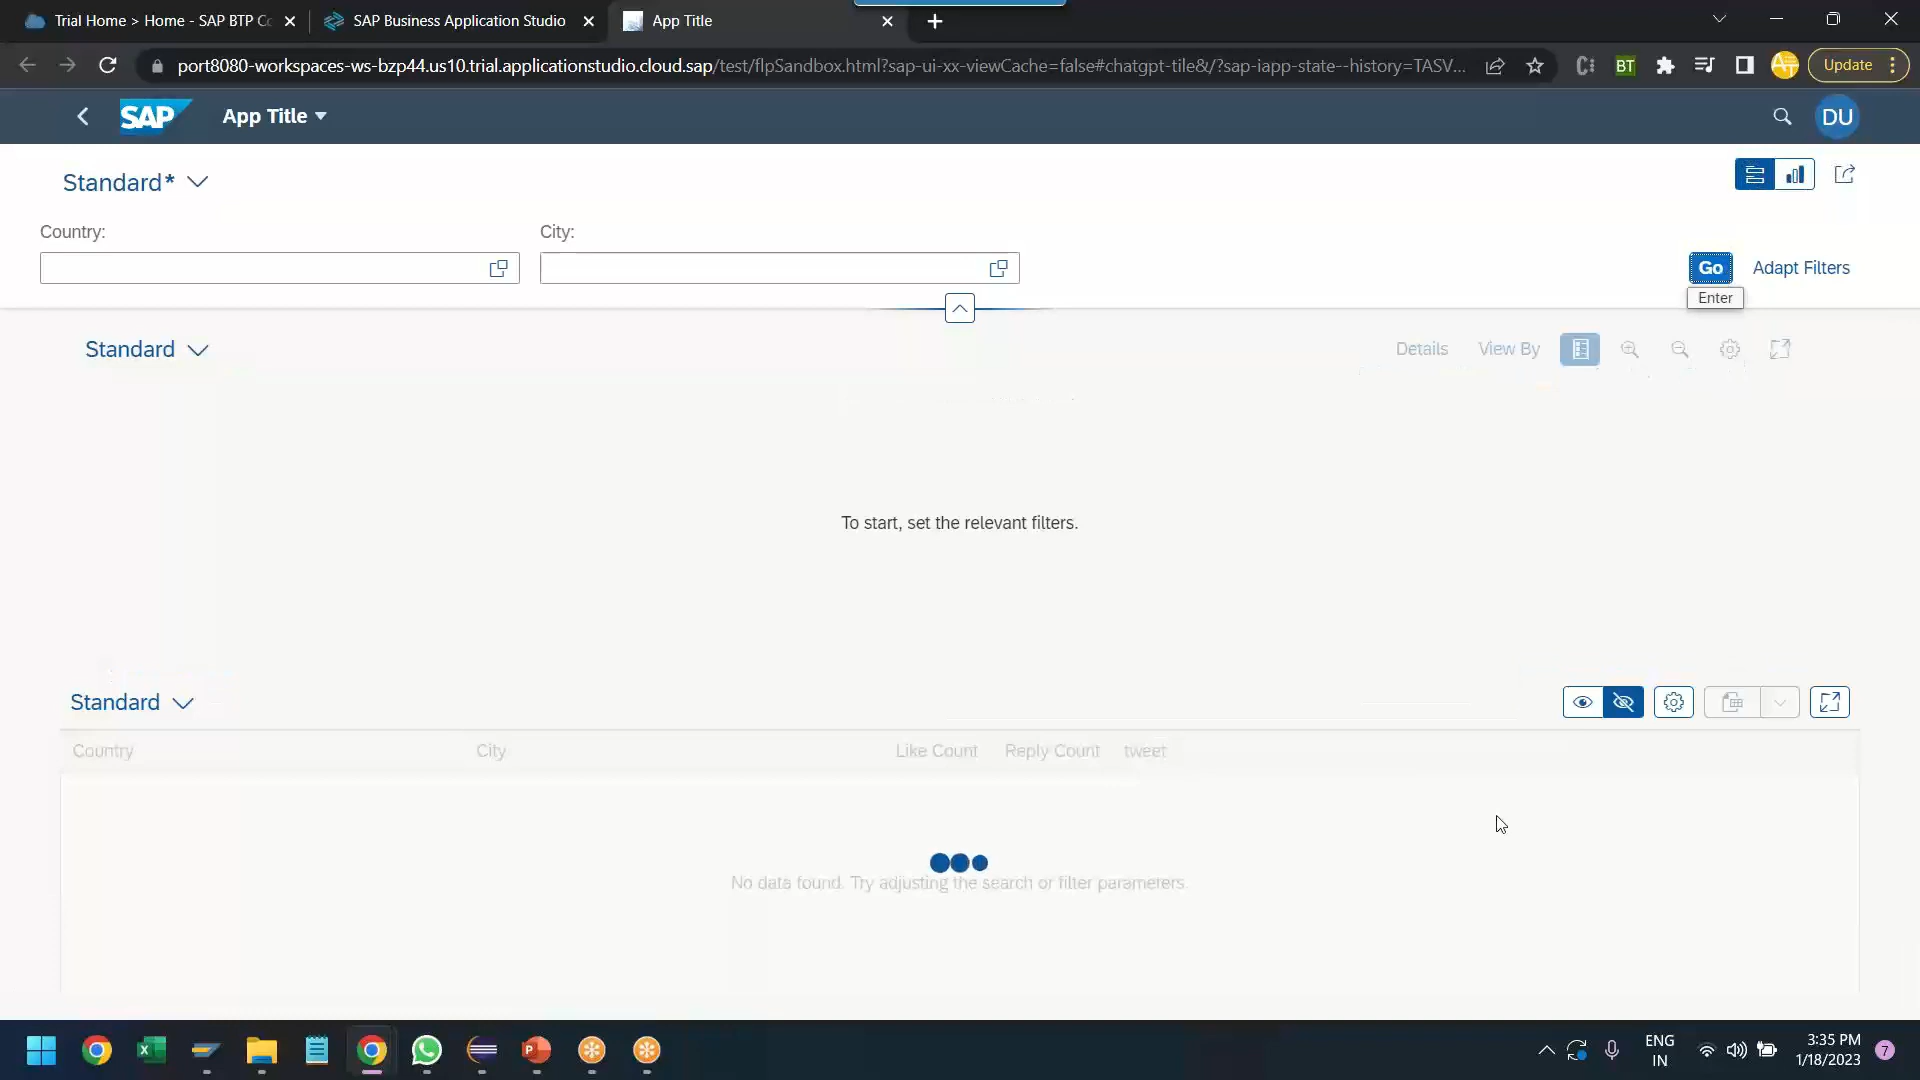 Trial Home > Home - SAP BTP Co
SAP Business Application Studio
App Title
port8080-workspaces-ws-bzp44.us10.trial.applicationstudio.cloud.sap/test/flpSandbox.html?sap-ui-xx-viewCache=false#chatgpt-tile&/?sap-iapp-state--history=TASV...
BT
Update
SAP
App Title
DU
Standard*
Country:
City:
Go
Adapt Filters
Enter
Standard
Details
View By
To start, set the relevant filters.
Standard
Country
City
Like Count
Reply Count
tweet
No data found. Try adjusting the search or filter parameters.
ENG
IN
3:35 PM
1/18/2023
7